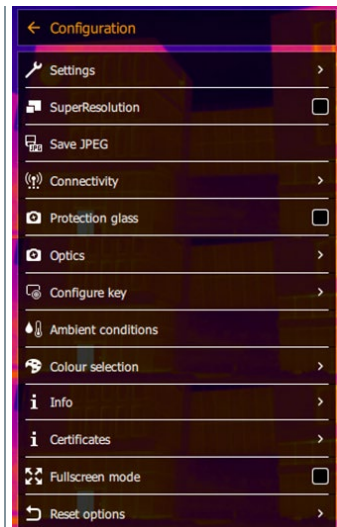 Configuration
Settings
SuperResolution
JPG Save JPEG
Connectivity
Protection glass
Optics
Configure key
Ambient conditions
Colour selection
i Info
i Certificates
Fullscreen mode
Reset options